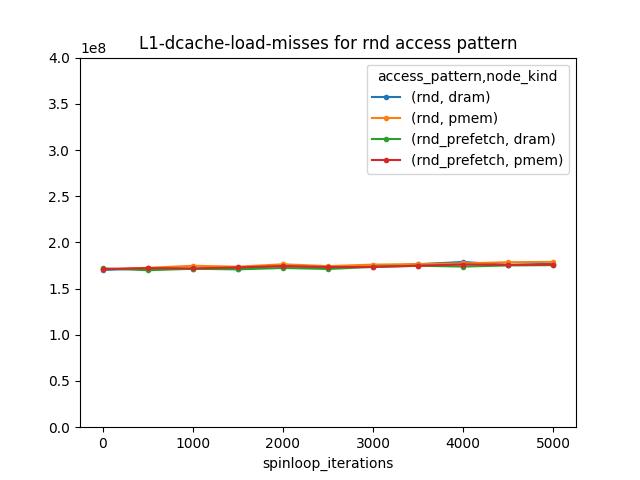 L1-dcache-load-misses for rnd access pattern
1e8
access_pattern,node_kind
(rnd, dram)
(rnd, pmem)
(rnd_prefetch, dram)
(rnd_prefetch, pmem)
4.0
3.5
3.0
2.5
2.0
1.5
1.0
0.5
0.0
0 1000 2000 3000 4000 5000
spinloop_iterations